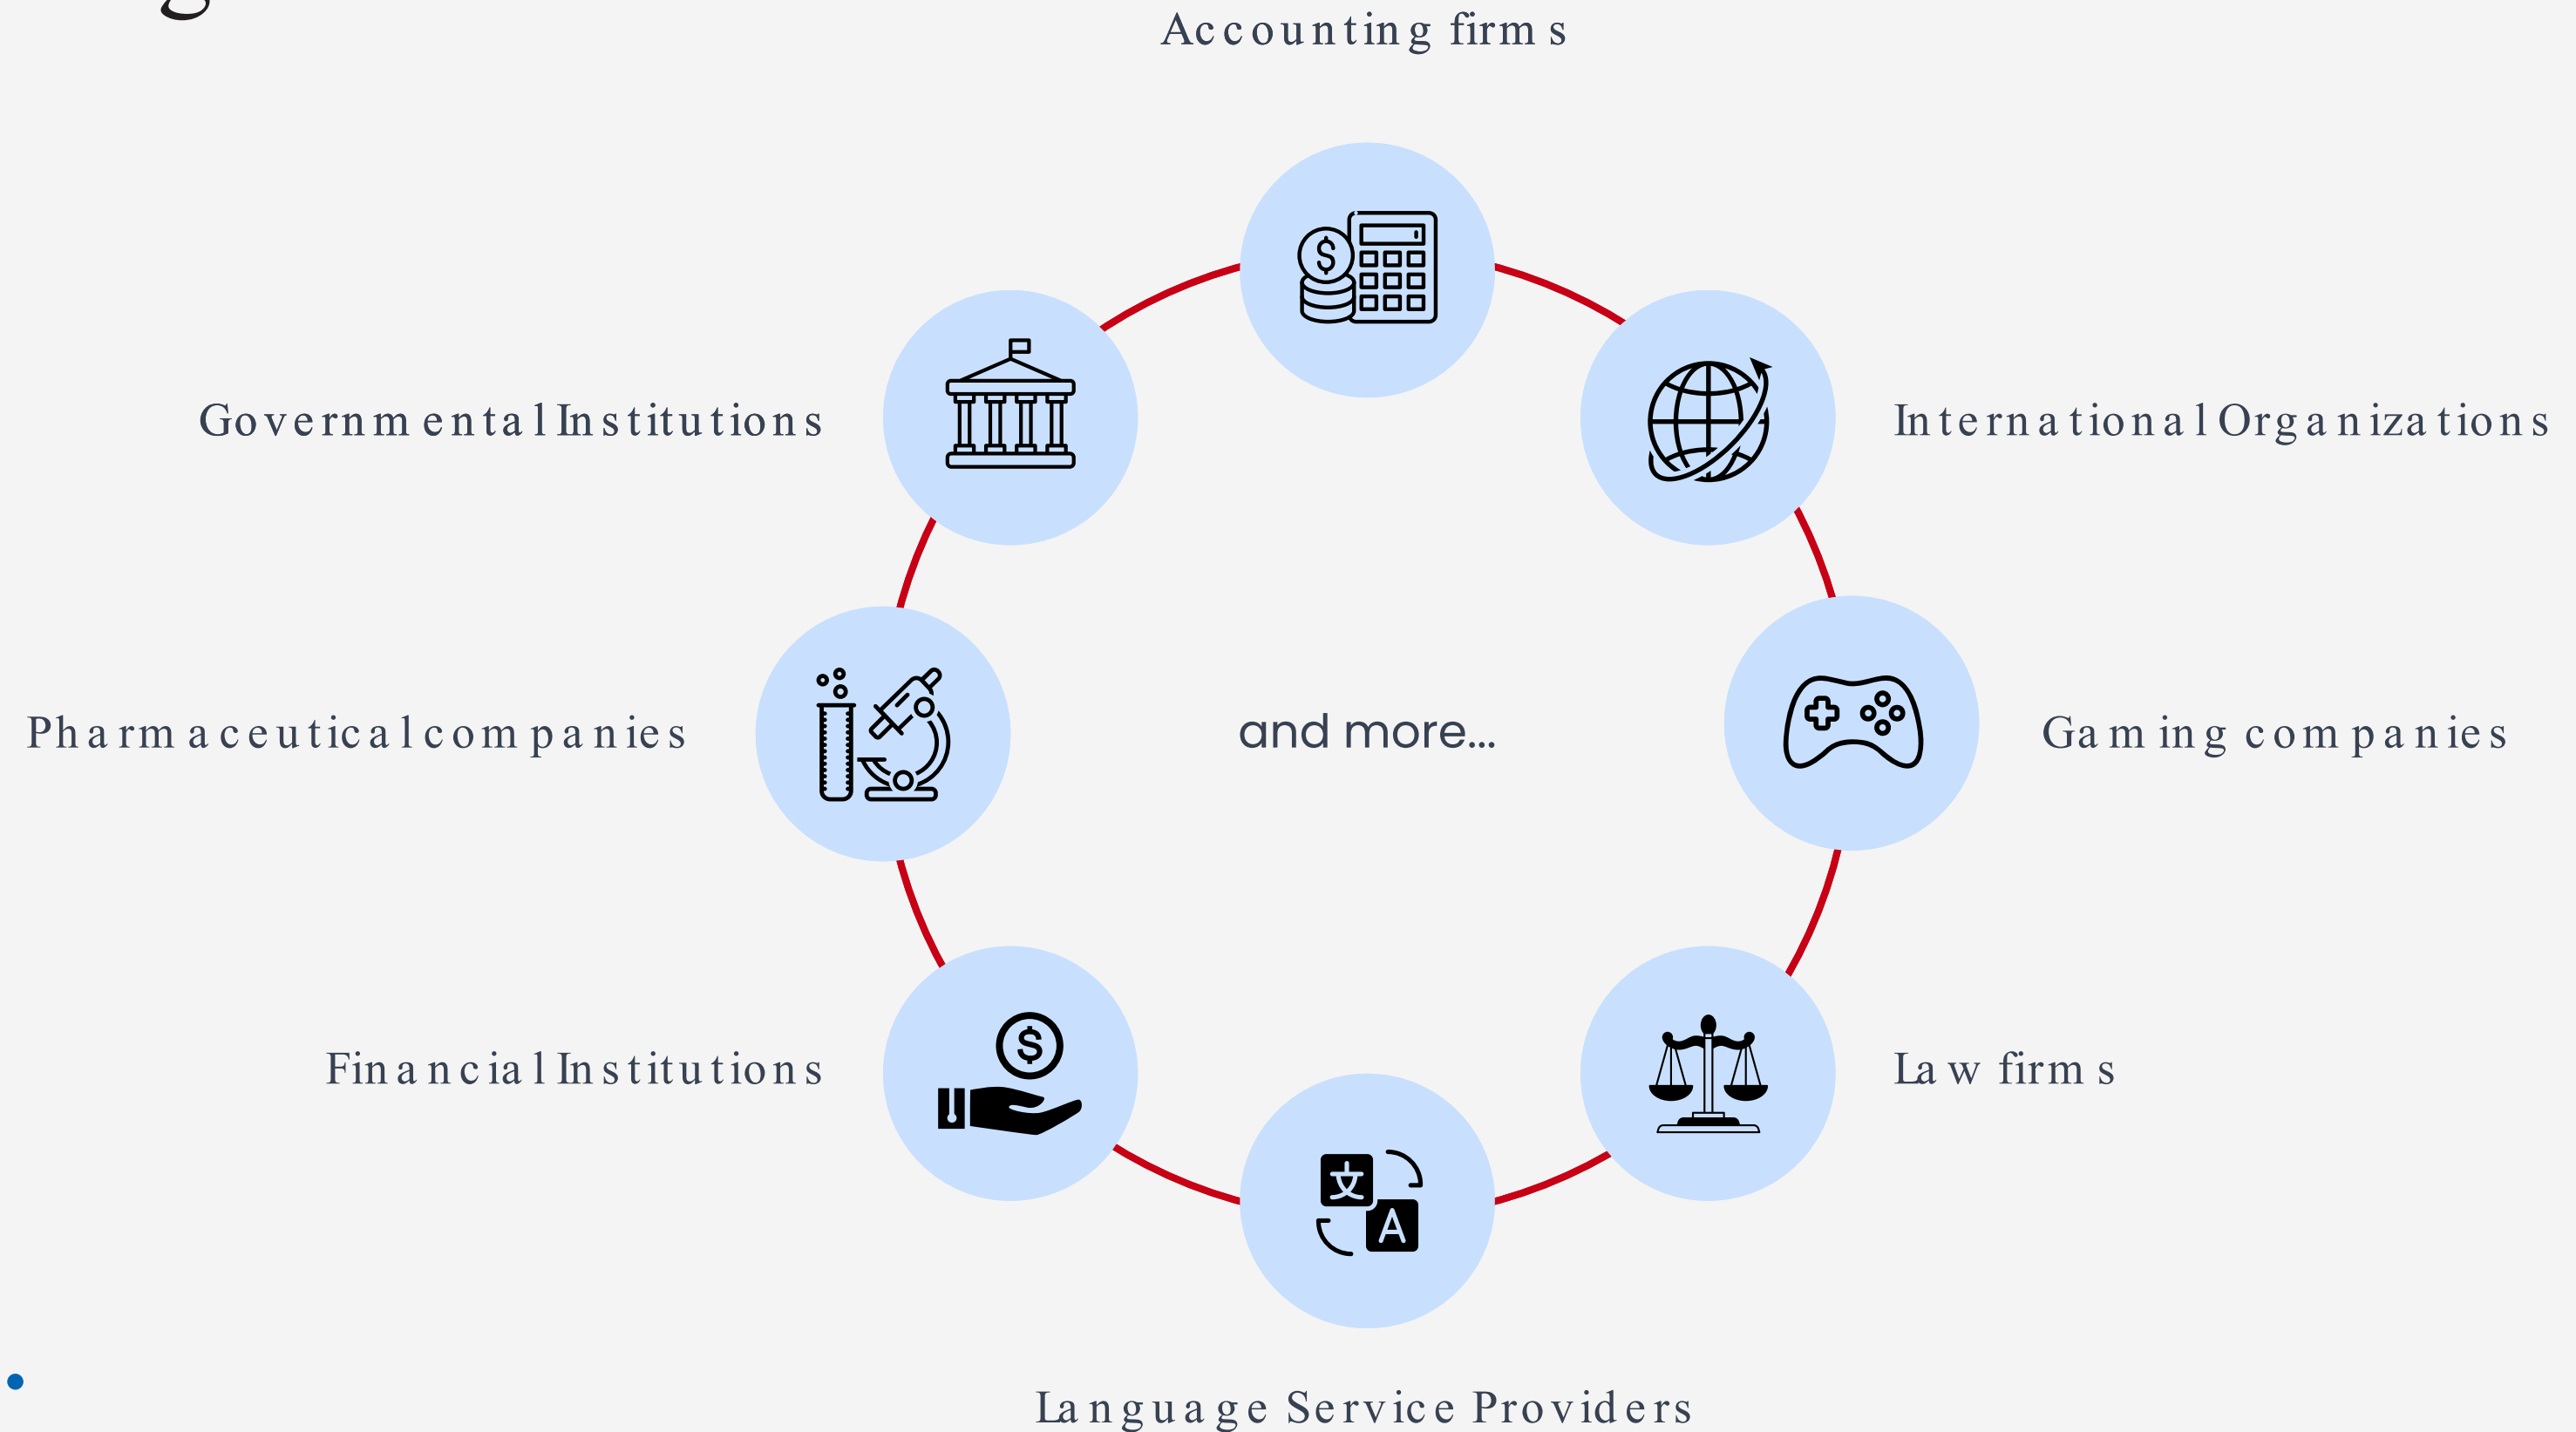 Accounting firms
Governmental Institutions
International Organizations
Pharmaceutical companies
and more...
Gaming companies
Financial Institutions
Law firms
文
A
Language Service Providers